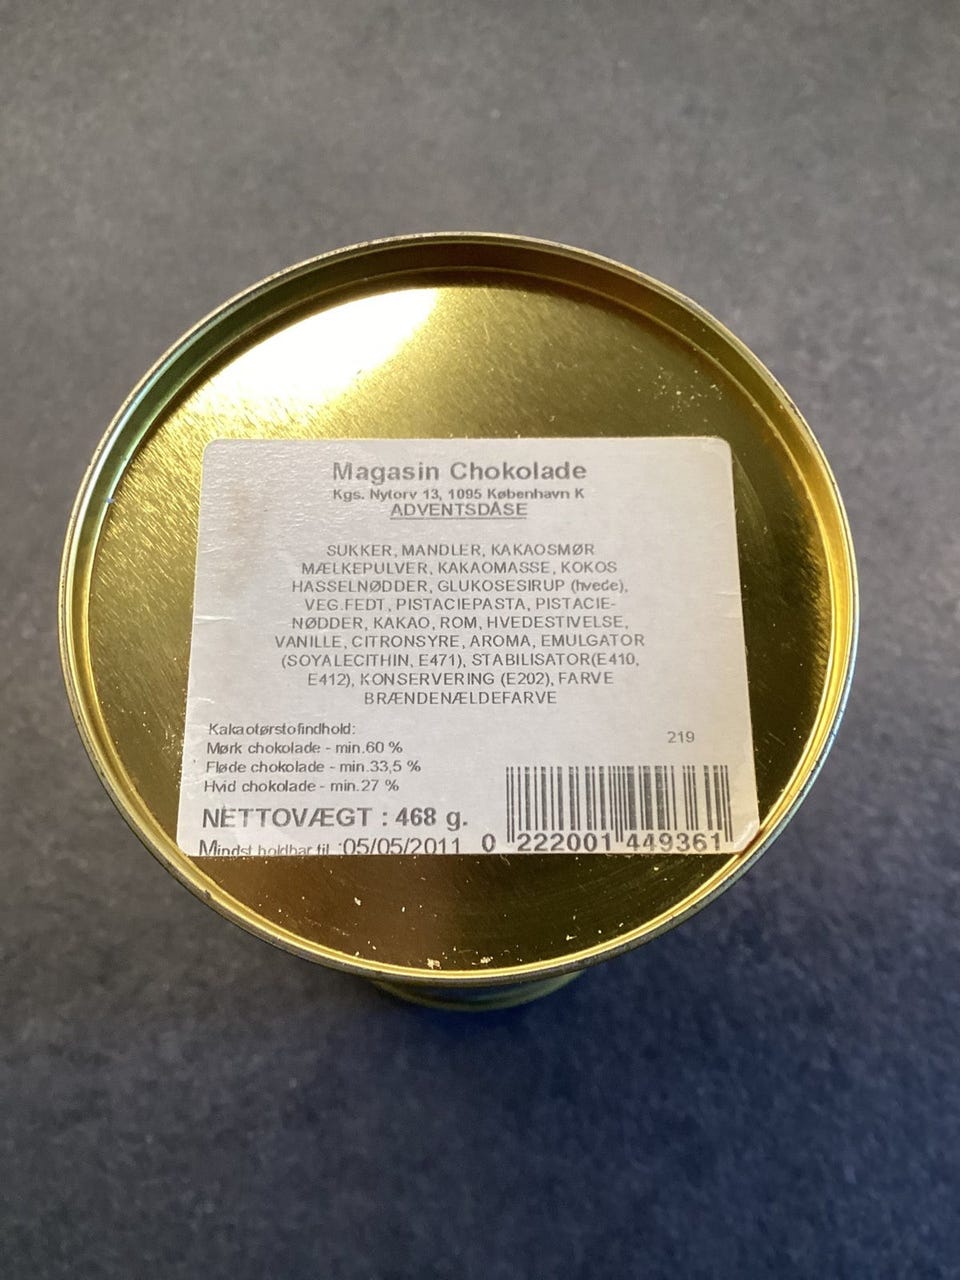 Magasin Chokolade
Kgs. Nytorv 13, 1095 København K
ADVENTSDÅSE
SUKKER, MANDLER, KAKAOSMØR
MÆLKEPULVER, KAKAOMASSE, KOKOS
HASSELNØDDER, GLUKOSESIRUP (hvede),
VEG.FEDT, PISTACIEPASTA, PISTACIE-
NØDDER, KAKAO, ROM, HVEDESTIVELSE,
VANILLE, CITRONSYRE, AROMA, EMULGATOR
(SOYALECITHIN, E471), STABILISATOR(E410,
E412), KONSERVERING (E202), FARVE
BRÆNDENÆLDEFARVE
Kakaotørstofindhold:
Mørk chokolade - min.60 %
Fløde chokolade - min.33,5 %
Hvid chokolade - min.27 %
219
NETTOVÆGT : 468 g.
Mindst holdbar til :05/05/2011
0 222001 449361